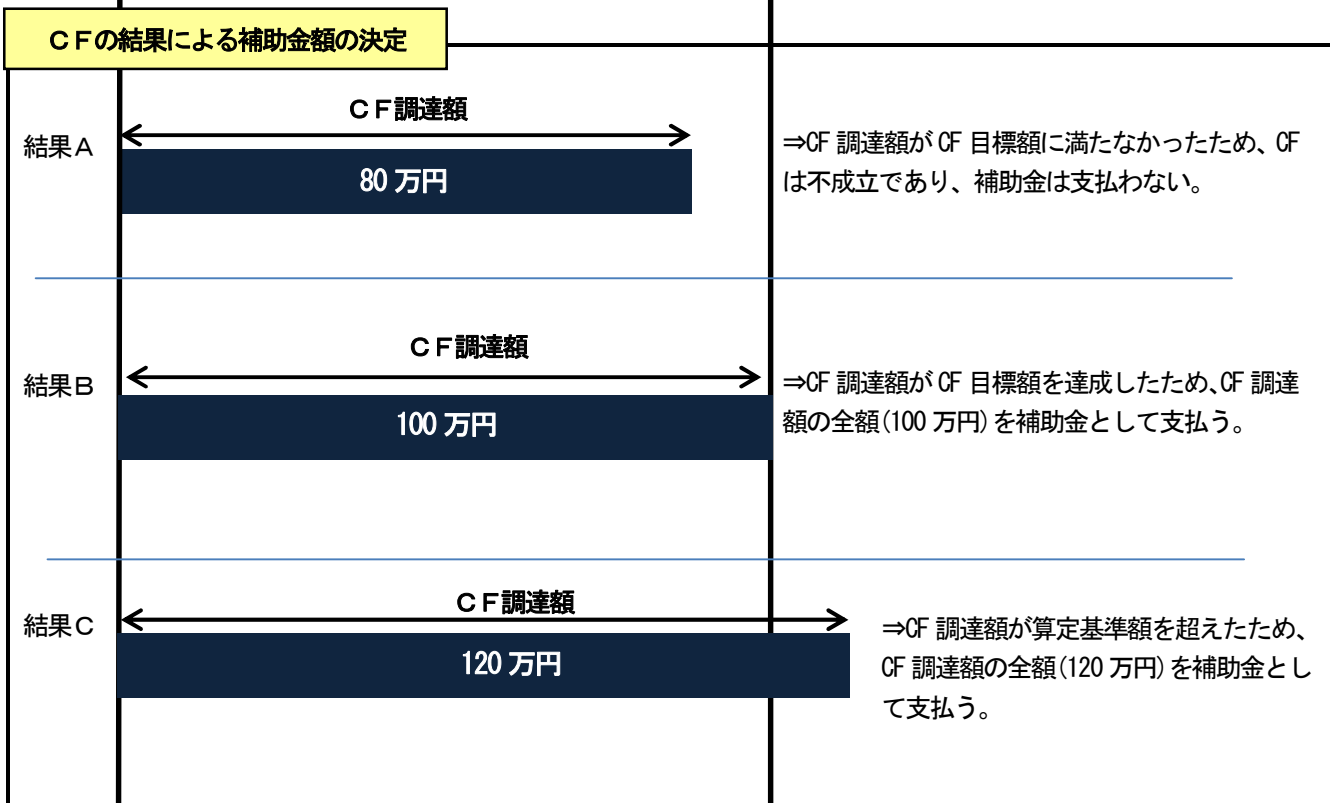 ＣＦの結果による補助金額の決定
ＣＦ調達額
結果Ａ
80 万円
⇒CF 調達額が CF 目標額に満たなかったため、CF
は不成立であり、補助金は支払わない。
ＣＦ調達額
結果Ｂ
100 万円
⇒CF 調達額が CF 目標額を達成したため、CF 調達
額の全額(100 万円)を補助金として支払う。
ＣＦ調達額
結果Ｃ
120 万円
⇒CF 調達額が算定基準額を超えたため、
CF 調達額の全額(120 万円)を補助金とし
て支払う。